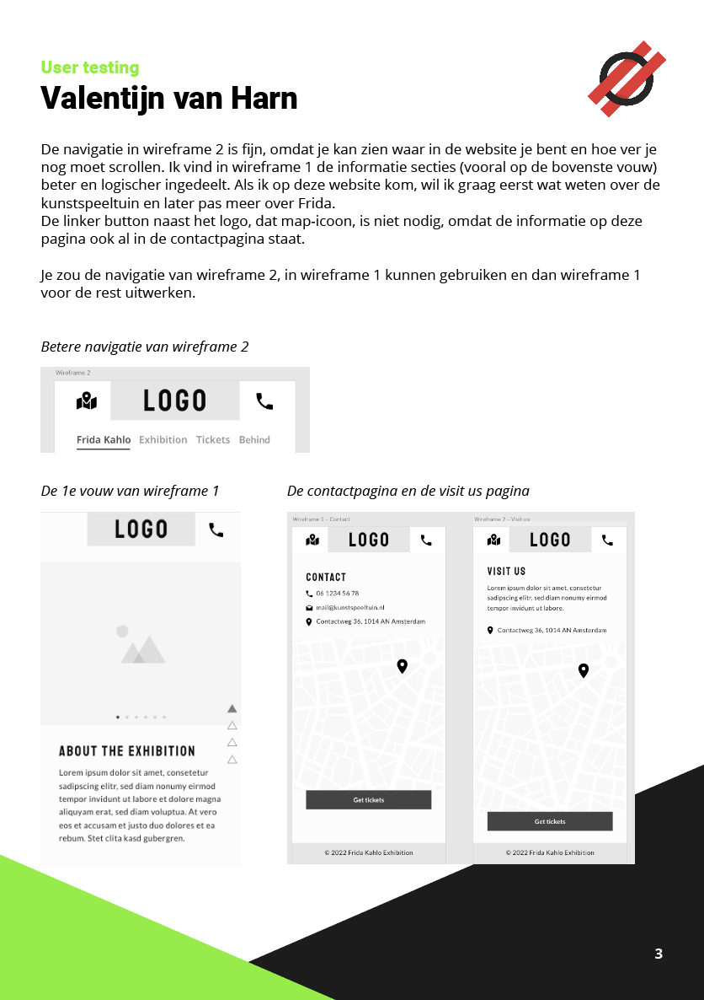 User testing
Valentijn van Harn
De navigatie in wireframe 2 is fijn, omdat je kan zien waar in de website je bent en hoe ver je
nog moet scrollen. Ik vind in wireframe 1 de informatie secties (vooral op de bovenste vouw)
beter en logischer ingedeelt. Als ik op deze website kom, wil ik graag eerst wat weten over de
kunstspeeltuin en later pas meer over Frida.
De linker button naast het logo, dat map-icoon, is niet nodig, omdat de informatie op deze
pagina ook al in de contactpagina staat.
Je zou de navigatie van wireframe 2, in wireframe 1 kunnen gebruiken en dan wireframe 1
voor de rest uitwerken.
Betere navigatie van wireframe 2
Wireframe 2
LOGO
Frida Kahlo Exhibition Tickets Behind
De 1e vouw van wireframe 1
LOGO
ABOUT THE EXHIBITION
Lorem ipsum dolor sit amet, consetetur
sadipscing elitr, sed diam nonumy eirmod
tempor invidunt ut labore et dolore magna
aliquyam erat, sed diam voluptua. At vero
eos et accusam et justo duo dolores et ea
rebum. Stet clita kasd gubergren.
De contactpagina en de visit us pagina
Wireframe 2 - Contact
LOGO
CONTACT
06 1234 56 78
mail@kunstspeeltuin.nl
Contactweg 36, 1014 AN Amsterdam
Get tickets
© 2022 Frida Kahlo Exhibition
Wireframe 2 - Visit us
LOGO
VISIT US
Lorem ipsum dolor sit amet, consetetur
sadipscing elitr, sed diam nonumy eirmod
tempor invidunt ut labore.
Contactweg 36, 1014 AN Amsterdam
Get tickets
© 2022 Frida Kahlo Exhibition
3